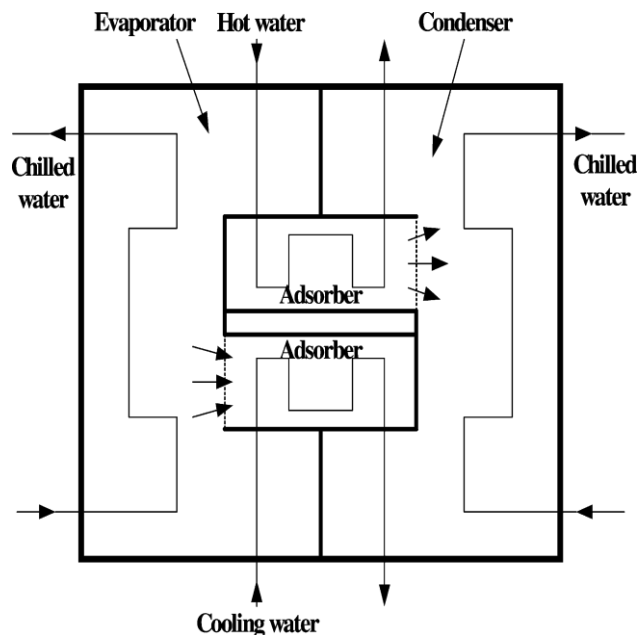 Evaporator
Hot water
Condenser
Chilled
water
Chilled
water
Adsorber
Adsorber
Cooling water